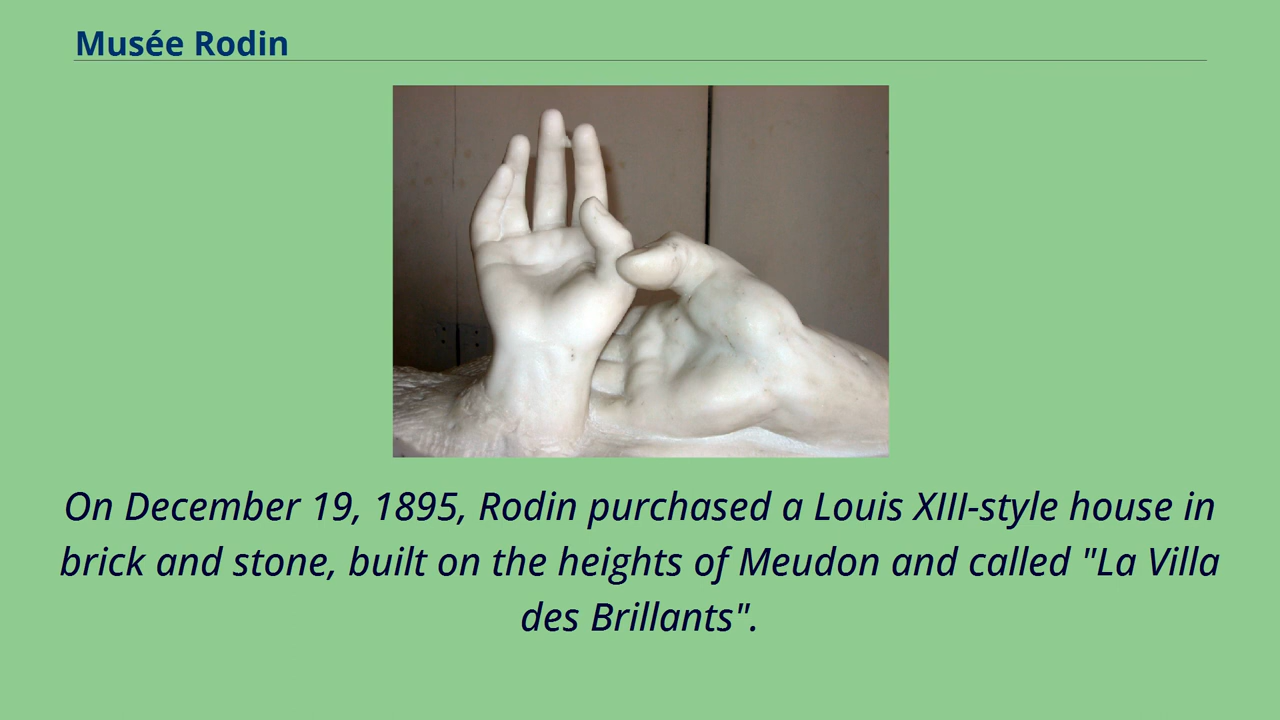 Musée Rodin
On December 19, 1895, Rodin purchased a Louis XIII-style house in
brick and stone, built on the heights of Meudon and called "La Villa
des Brillants".